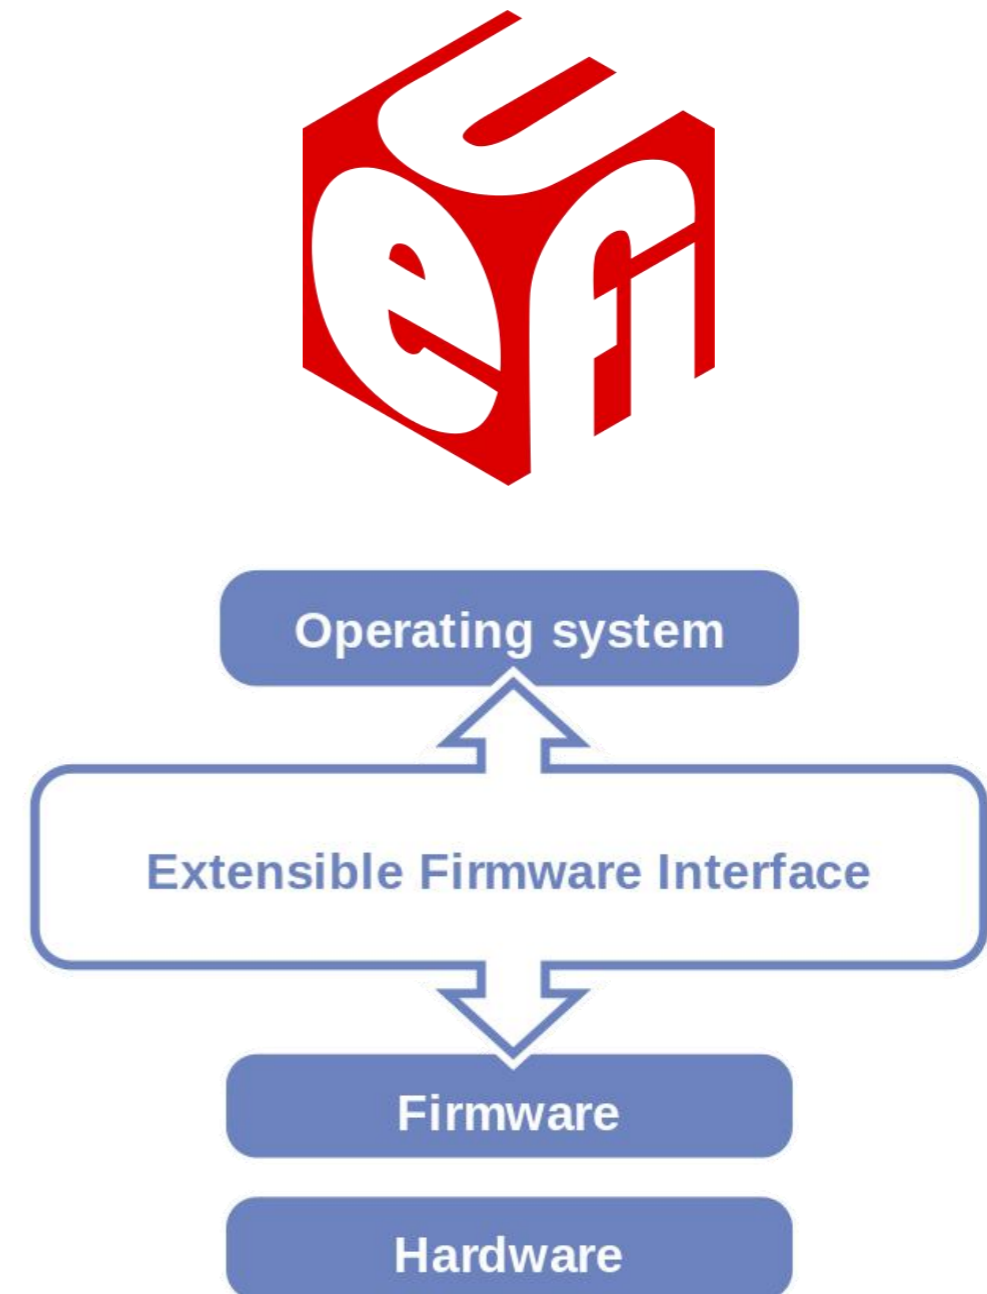 uefi
Operating system
Extensible Firmware Interface
Firmware
Hardware